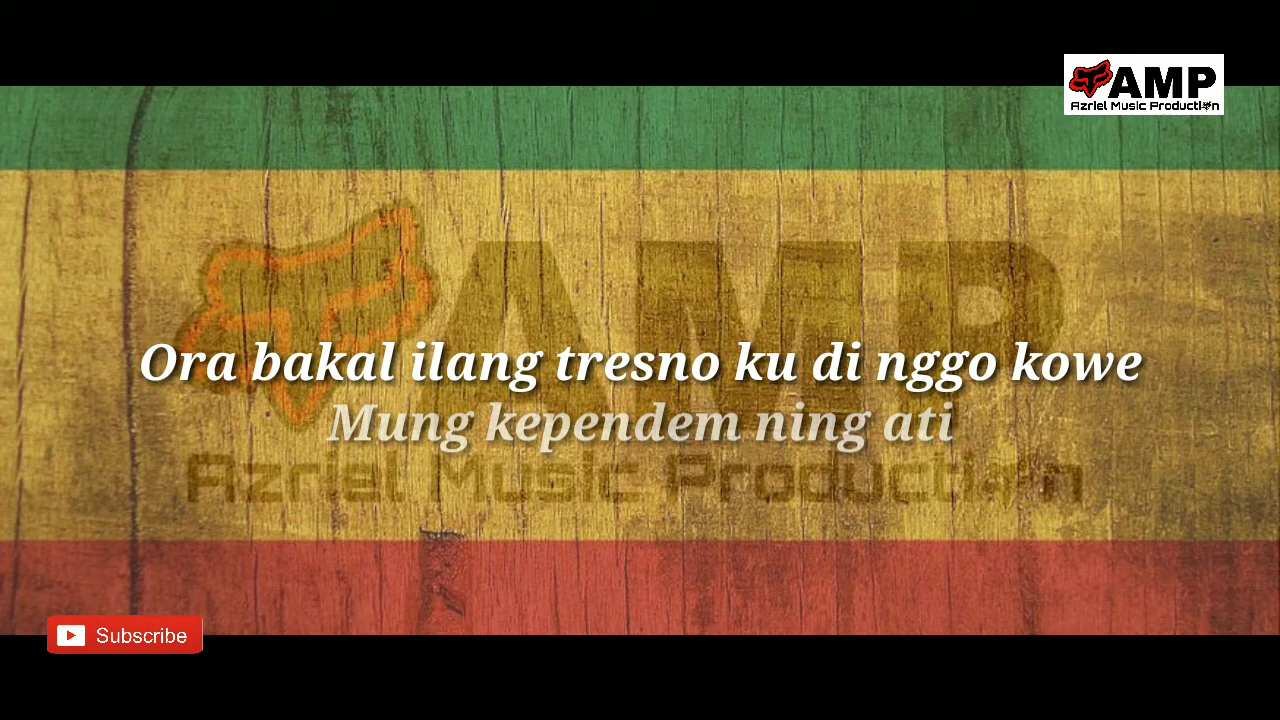 AMP
Azriel Music Production
AMP
Ora bakal ilang tresno ku di nggo kowe
Mung kependem ning ati
Azriel Music Production
Subscribe